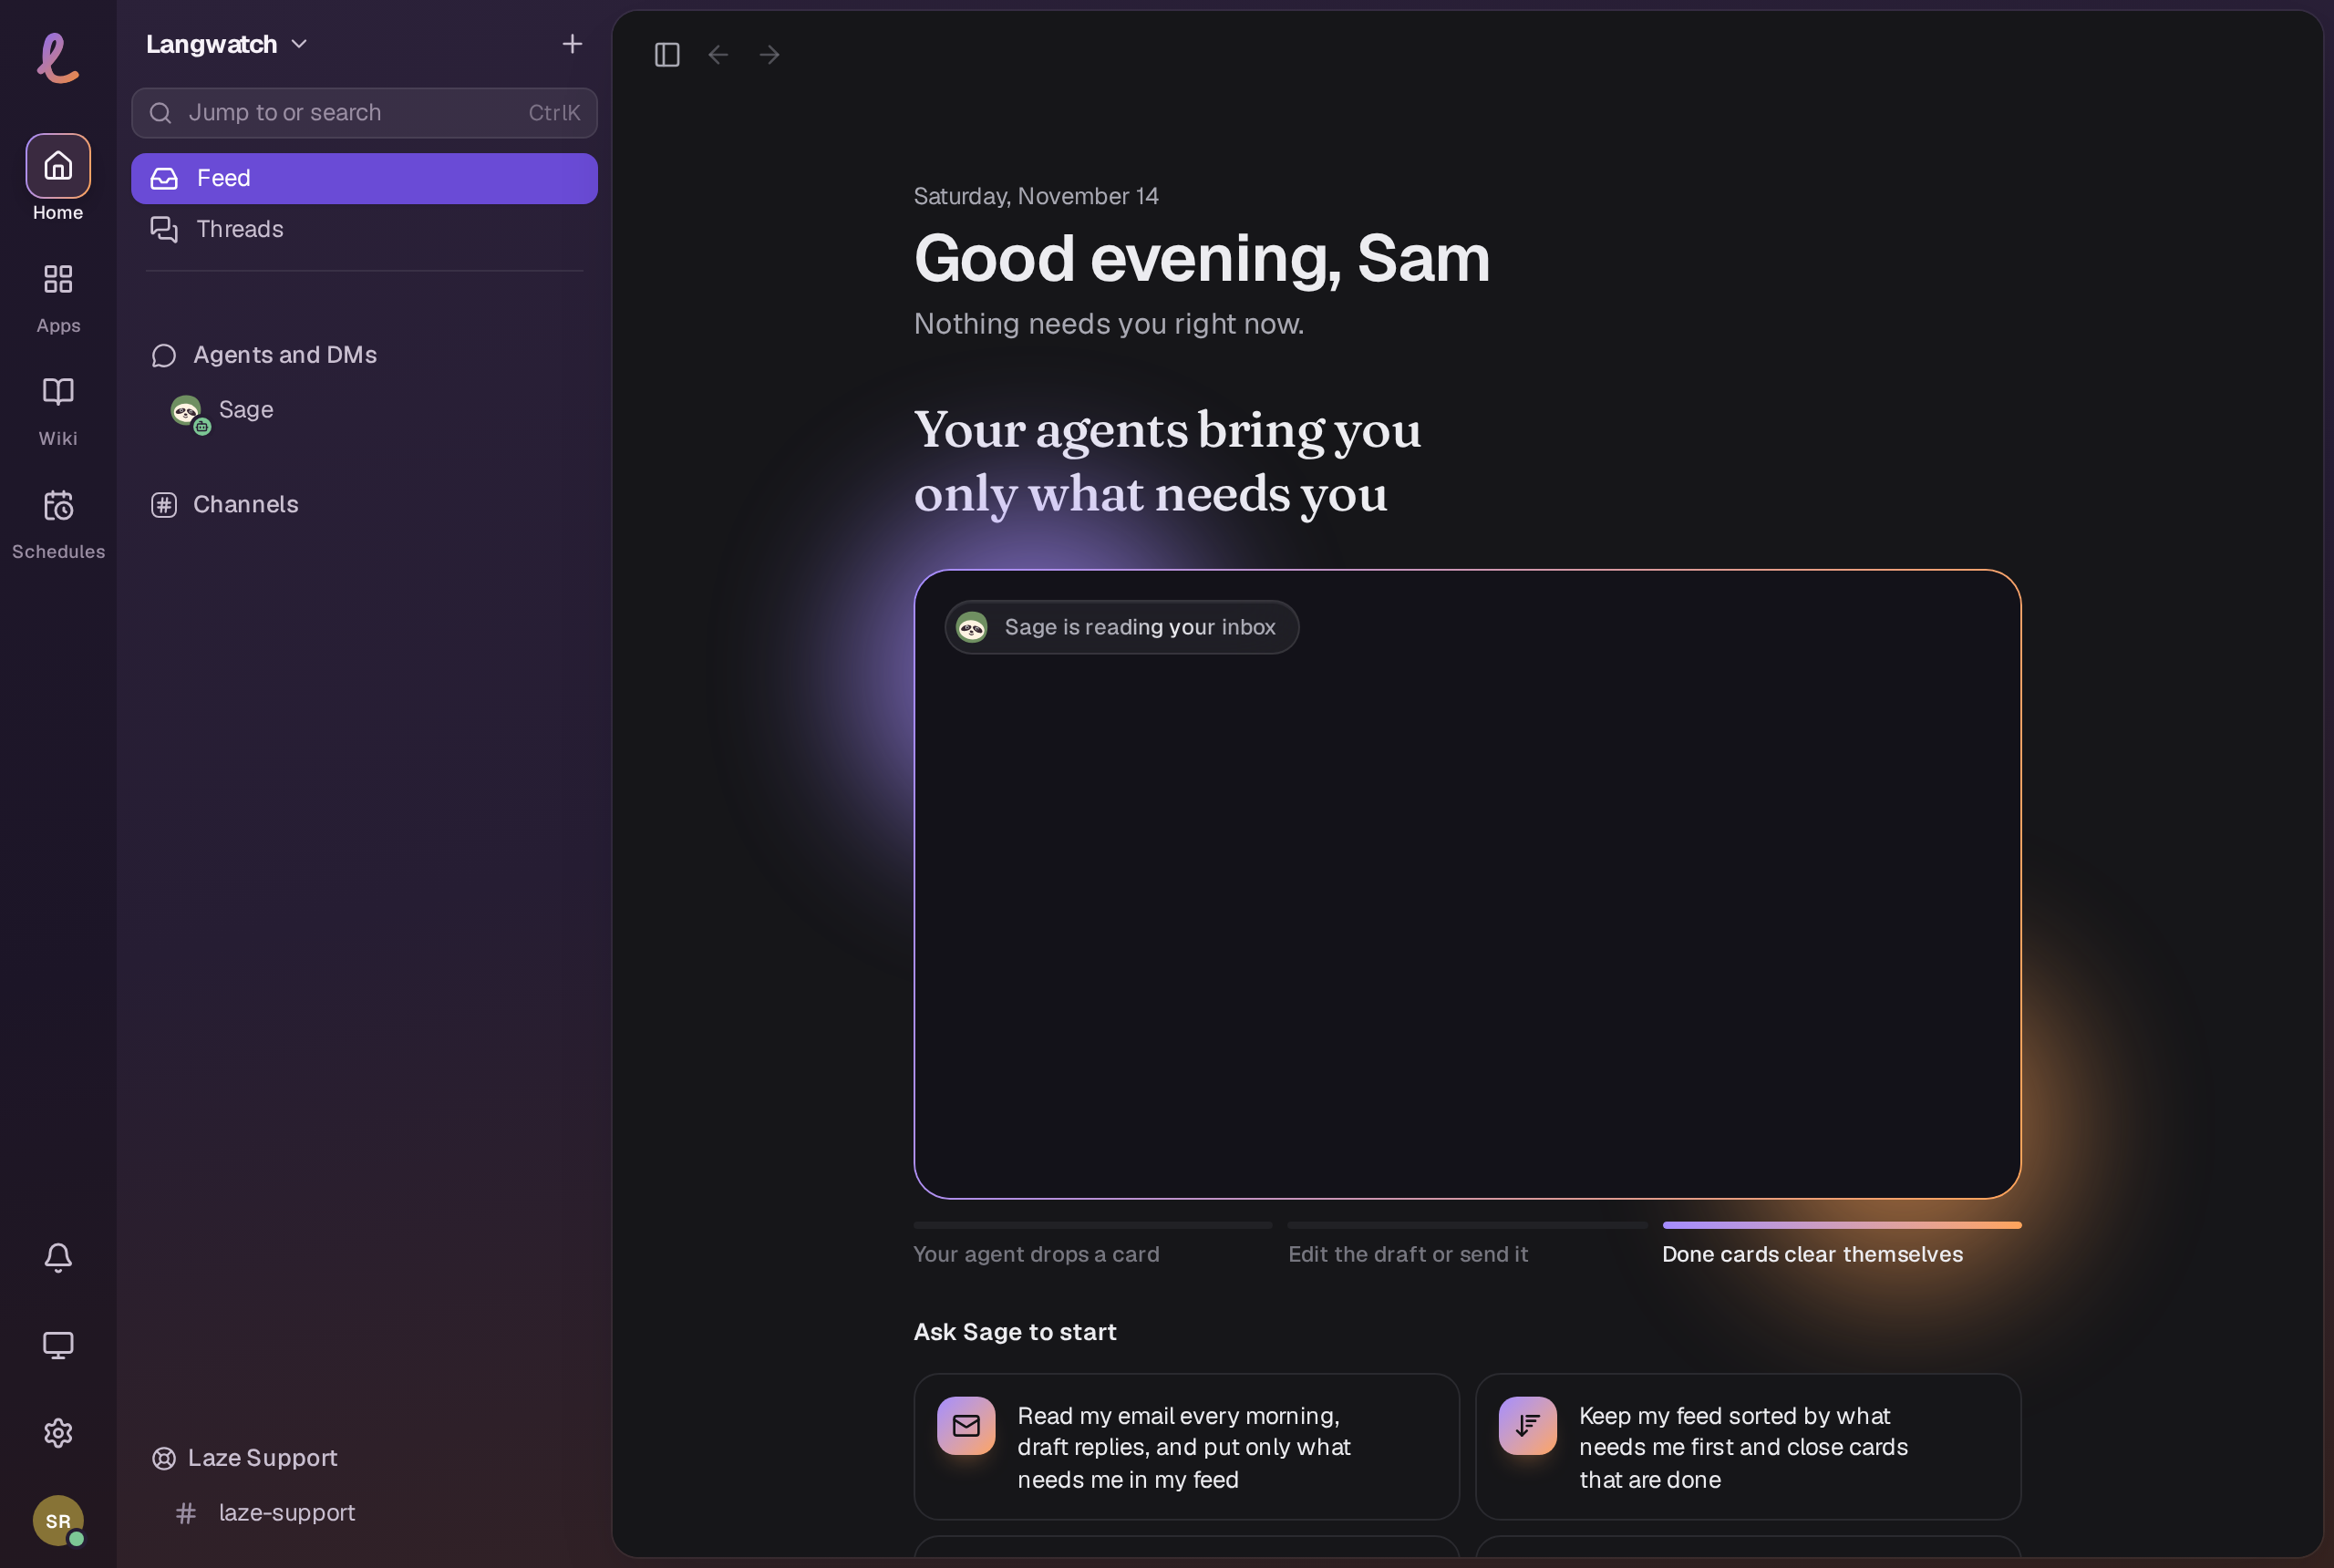 Langwatch
Jump to or search CtrlK
Feed
Threads
Agents and DMs
Sage
Channels
Laze Support
laze-support
Home
Apps
Wiki
Schedules
SR
Saturday, November 14
Good evening, Sam
Nothing needs you right now.
Your agents bring you
only what needs you
Sage is reading your inbox
Your agent drops a card
Edit the draft or send it
Done cards clear themselves
Ask Sage to start
Read my email every morning,
draft replies, and put only what
needs me in my feed
Keep my feed sorted by what
needs me first and close cards
that are done